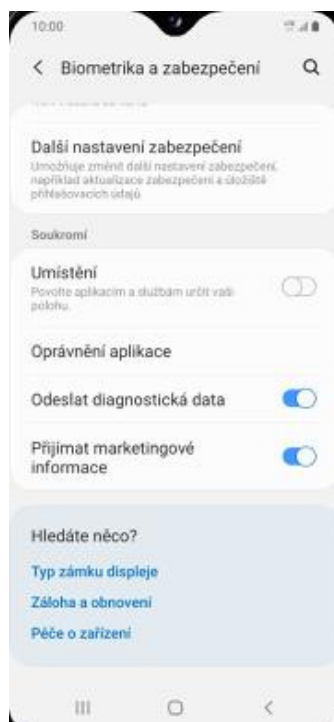 10:00
Biometrika a zabezpečení
Další nastavení zabezpečení
Umožňuje změnit další nastavení zabezpečení,
například aktualizace zabezpečení a úložiště
přihlašovacích údajů.
Soukromí
Umístění
Povolte aplikacím a službám určit vaši
polohu.
Oprávnění aplikace
Odeslat diagnostická data
Přijímat marketingové
informace
Hledáte něco?
Typ zámku displeje
Záloha a obnovení
Péče o zařízení